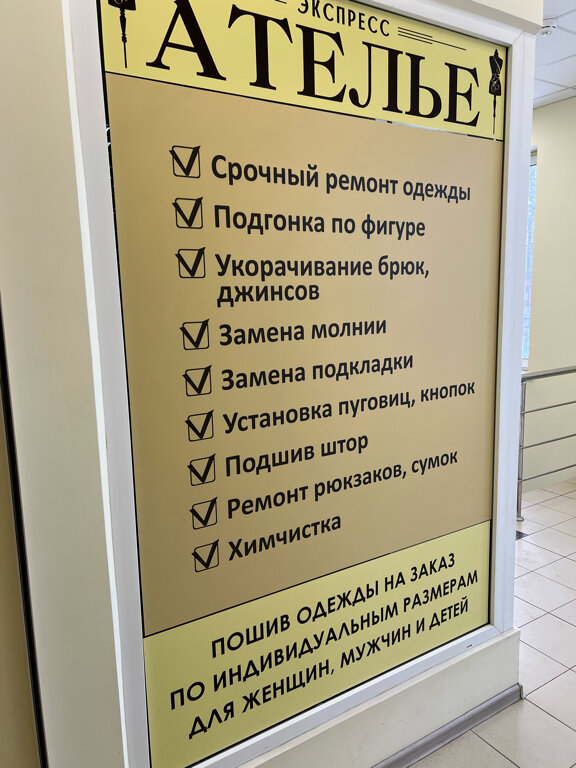 ЭКСПРЕСС
АТЕЛЬЕ
Срочный ремонт одежды
Подгонка по фигуре
Укорачивание брюк,
джинсов
Замена молнии
Замена подкладки
Установка пуговиц, кнопок
Подшив штор
Ремонт рюкзаков, сумок
Химчистка
ПОШИВ ОДЕЖДЫ НА ЗАКАЗ
ПО ИНДИВИДУАЛЬНЫМ РАЗМЕРАМ
ДЛЯ ЖЕНЩИН, МУЖЧИН И ДЕТЕЙ